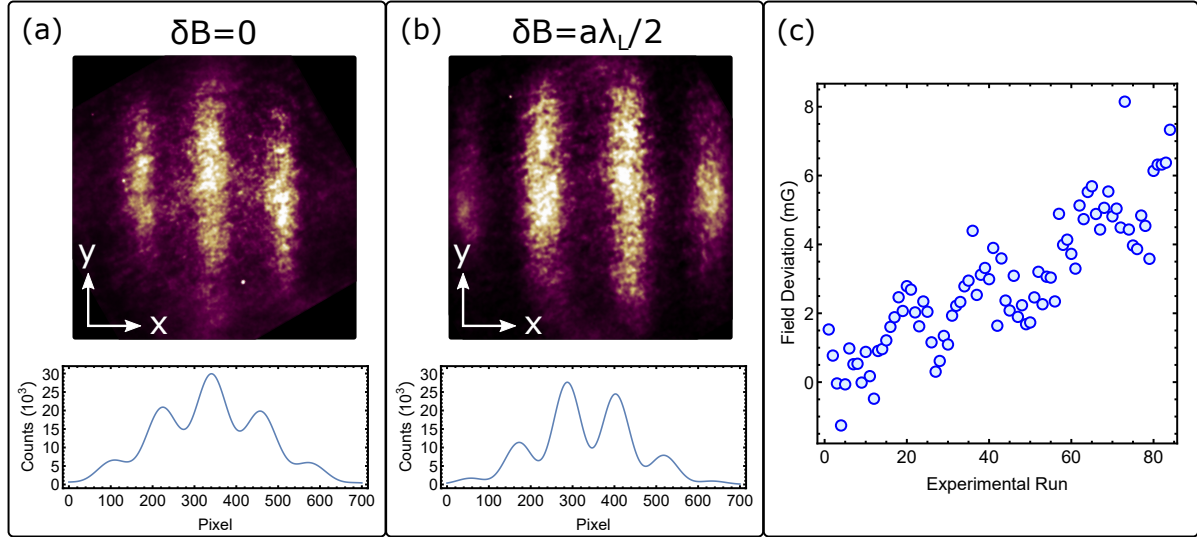 (a)
δB=0
y
x
Counts (10³)
30
25
20
15
10
5
0
0 100 200 300 400 500 600 700
Pixel
(b)
δB=aλ_L/2
y
x
Counts (10³)
30
25
20
15
10
5
0
0 100 200 300 400 500 600 700
Pixel
(c)
Field Deviation (mG)
8
6
4
2
0
0 20 40 60 80
Experimental Run